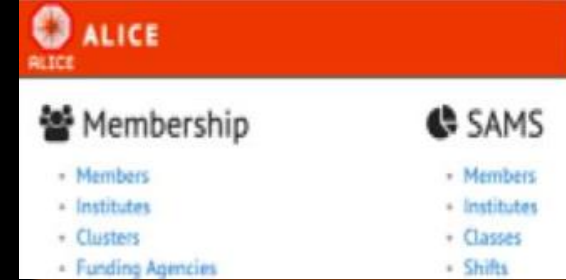 ALICE
ALICE
Membership
Members
Institutes
Clusters
Funding Agencies
SAMS
Members
Institutes
Classes
Shifts